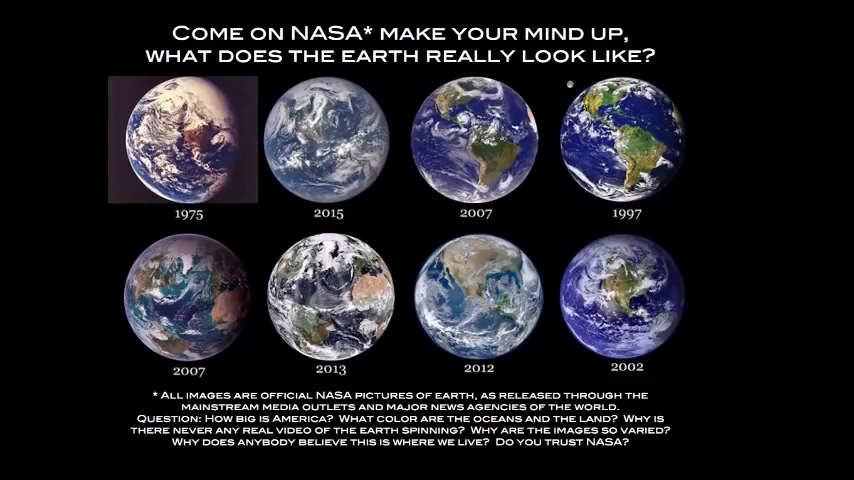 Come on NASA* make your mind up,
what does the earth really look like?
1975
2015
2007
1997
2007
2013
2012
2002
* All images are official NASA pictures of earth, as released through the
mainstream media outlets and major news agencies of the world.
Question: How big is America? What color are the oceans and the land? Why is
there never any real video of the earth spinning? Why are the images so varied?
Why does anybody believe this is where we live? Do you trust NASA?